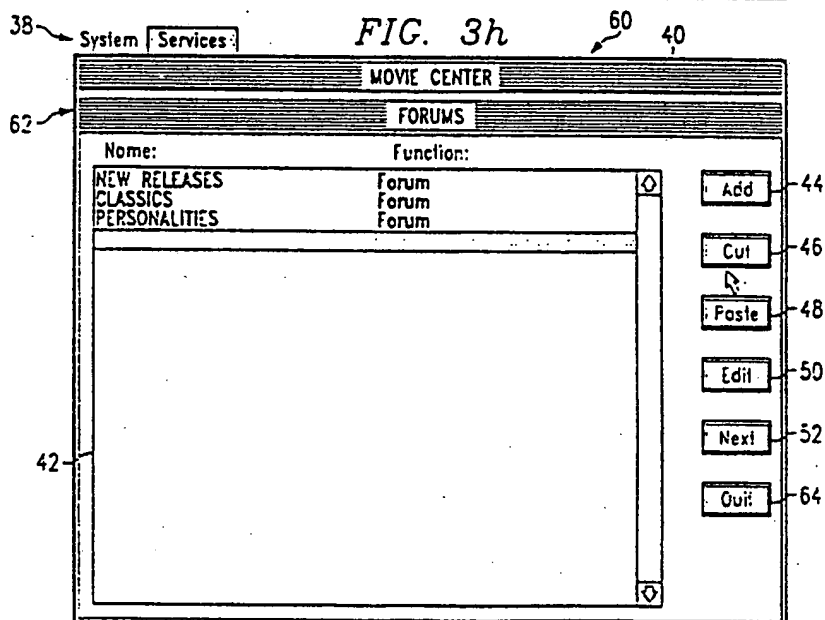 38 System Services FIG. 3h 60 40
MOVIE CENTER
62 FORUMS
Name: Function:
NEW RELEASES Forum
CLASSICS Forum
PERSONALITIES Forum
Add 44
Cut 46
Paste 48
Edit 50
Next 52
42
Quit 64